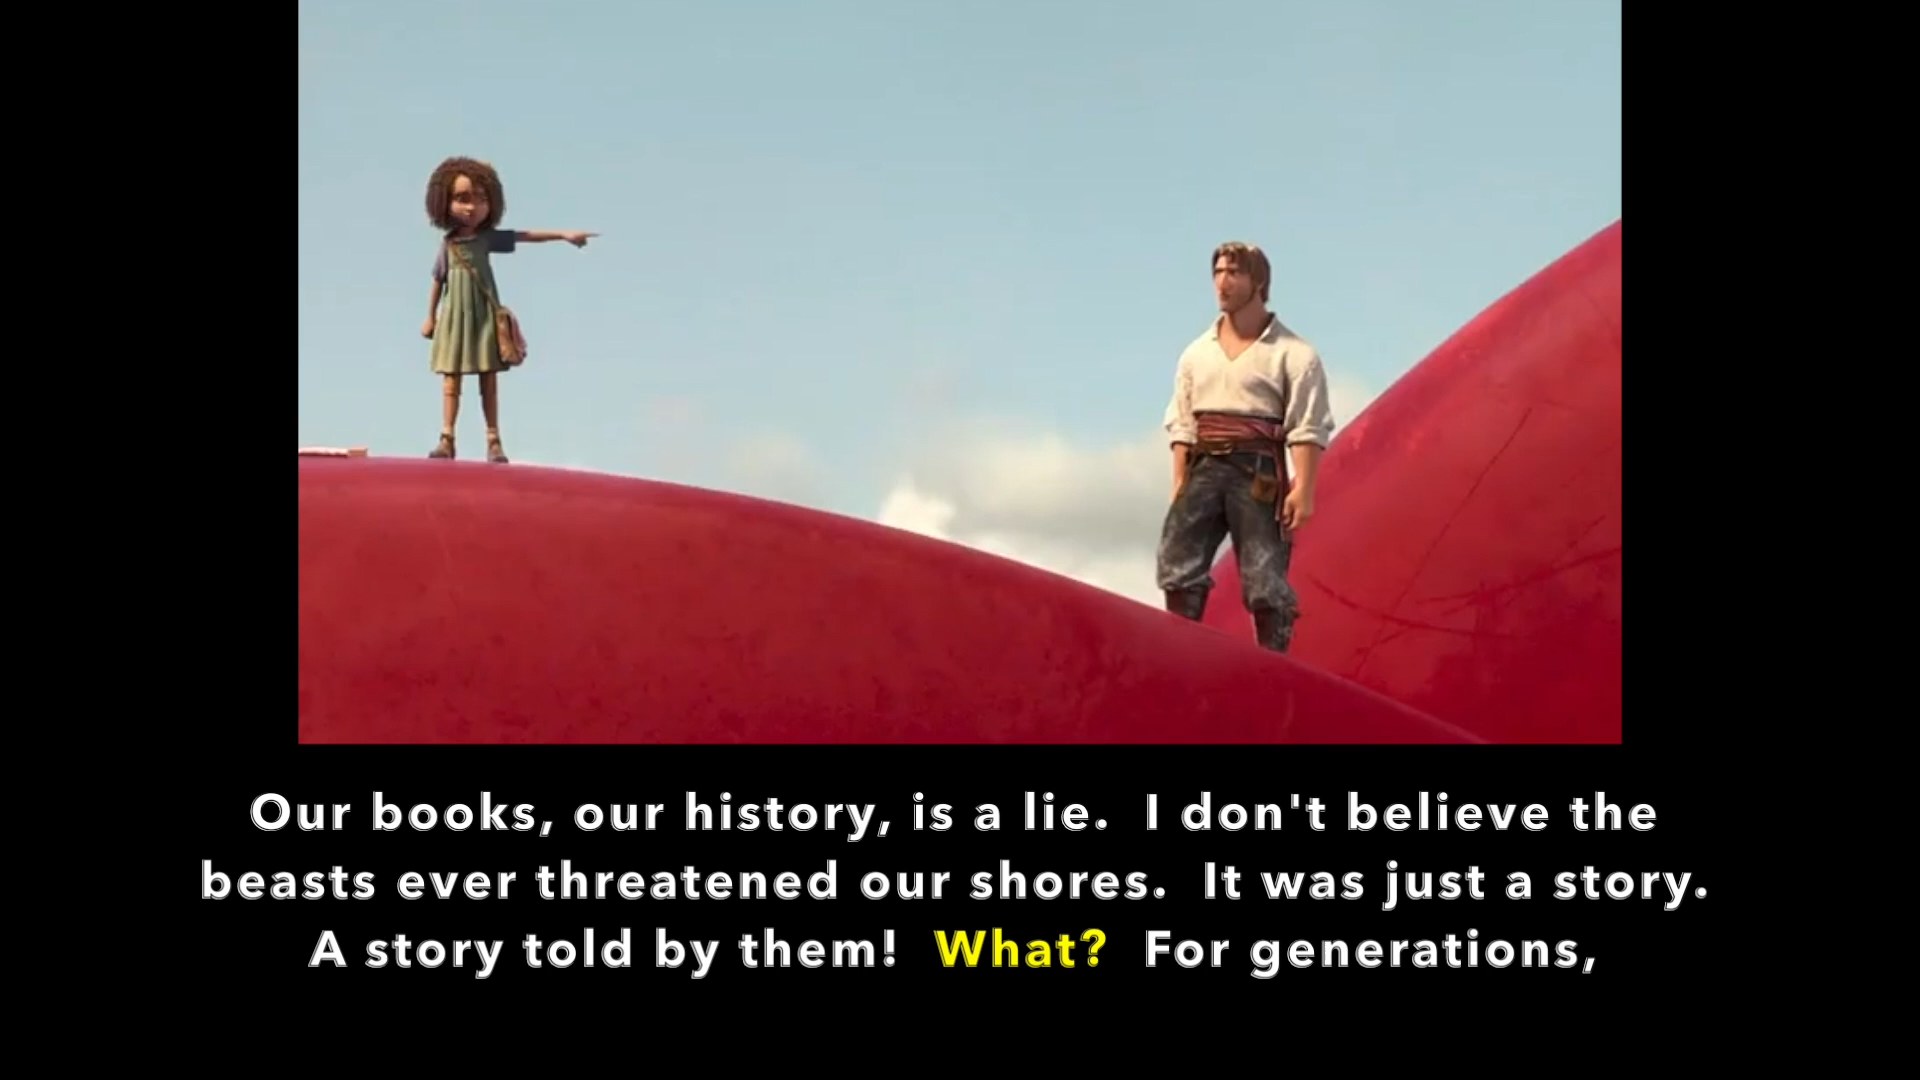 Our books, our history, is a lie.  I don't believe the
beasts ever threatened our shores.  It was just a story.
A story told by them!  What?  For generations,